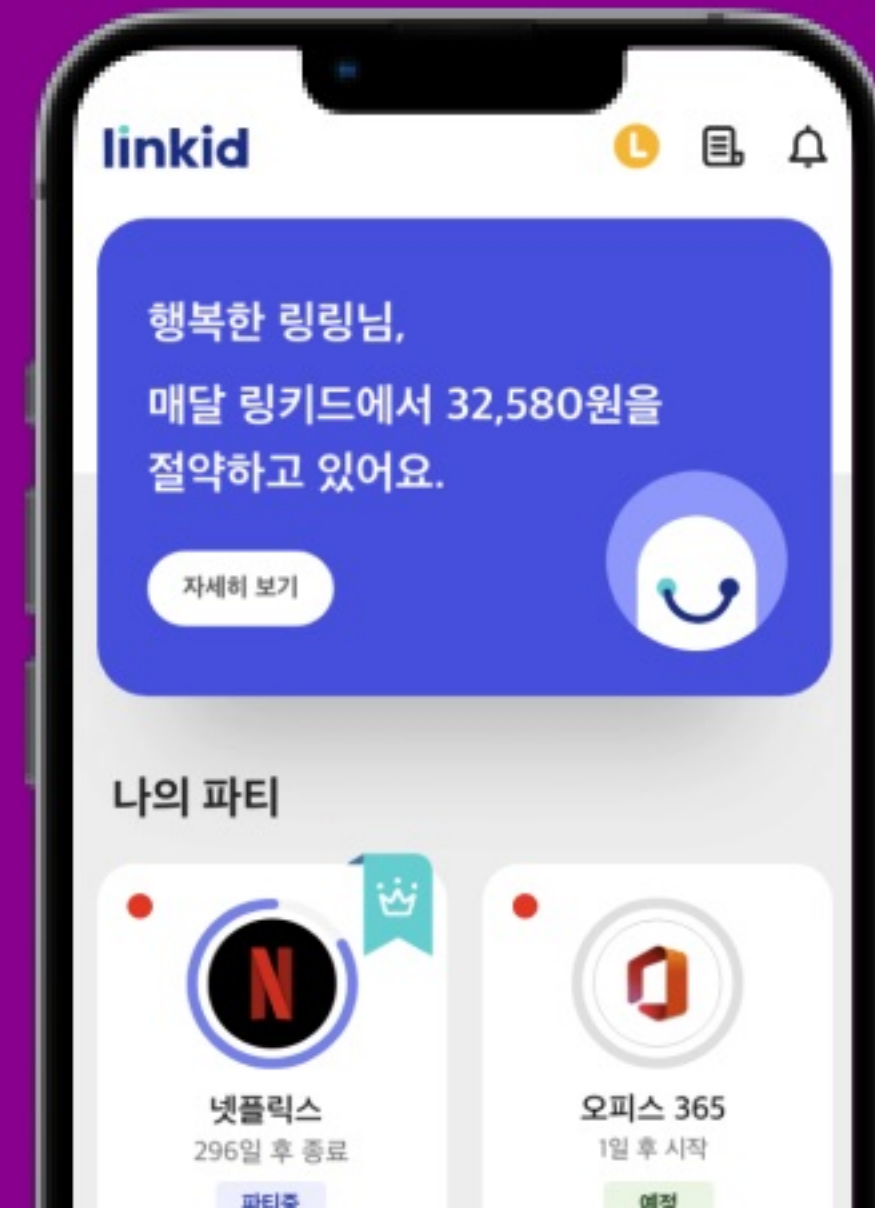 linkid
L
행복한 링링님,
매달 링키드에서 32,580원을
절약하고 있어요.
자세히 보기
나의 파티
N
넷플릭스
오피스 365
296일 후 종료
1일 후 시작
파티중
예정